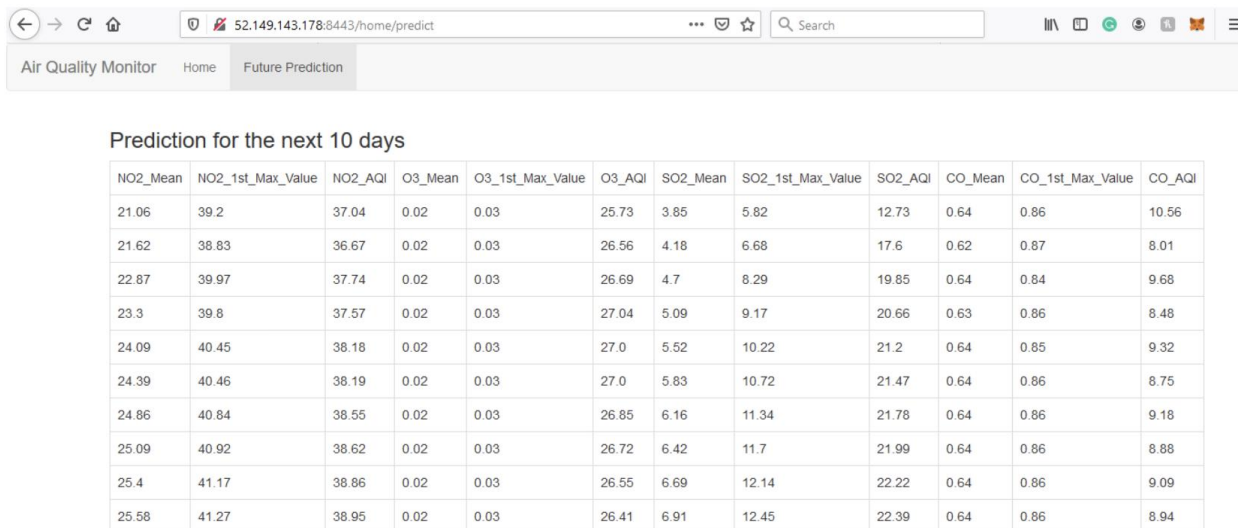 52.149.143.178:8443/home/predict Search
Air Quality Monitor Home Future Prediction
Prediction for the next 10 days
NO2_Mean NO2_1st_Max_Value NO2_AQI O3_Mean O3_1st_Max_Value O3_AQI SO2_Mean SO2_1st_Max_Value SO2_AQI CO_Mean CO_1st_Max_Value CO_AQI
21.06 39.2 37.04 0.02 0.03 25.73 3.85 5.82 12.73 0.64 0.86 10.56
21.62 38.83 36.67 0.02 0.03 26.56 4.18 6.68 17.6 0.62 0.87 8.01
22.87 39.97 37.74 0.02 0.03 26.69 4.7 8.29 19.85 0.64 0.84 9.68
23.3 39.8 37.57 0.02 0.03 27.04 5.09 9.17 20.66 0.63 0.86 8.48
24.09 40.45 38.18 0.02 0.03 27.0 5.52 10.22 21.2 0.64 0.85 9.32
24.39 40.46 38.19 0.02 0.03 27.0 5.83 10.72 21.47 0.64 0.86 8.75
24.86 40.84 38.55 0.02 0.03 26.85 6.16 11.34 21.78 0.64 0.86 9.18
25.09 40.92 38.62 0.02 0.03 26.72 6.42 11.7 21.99 0.64 0.86 8.88
25.4 41.17 38.86 0.02 0.03 26.55 6.69 12.14 22.22 0.64 0.86 9.09
25.58 41.27 38.95 0.02 0.03 26.41 6.91 12.45 22.39 0.64 0.86 8.94